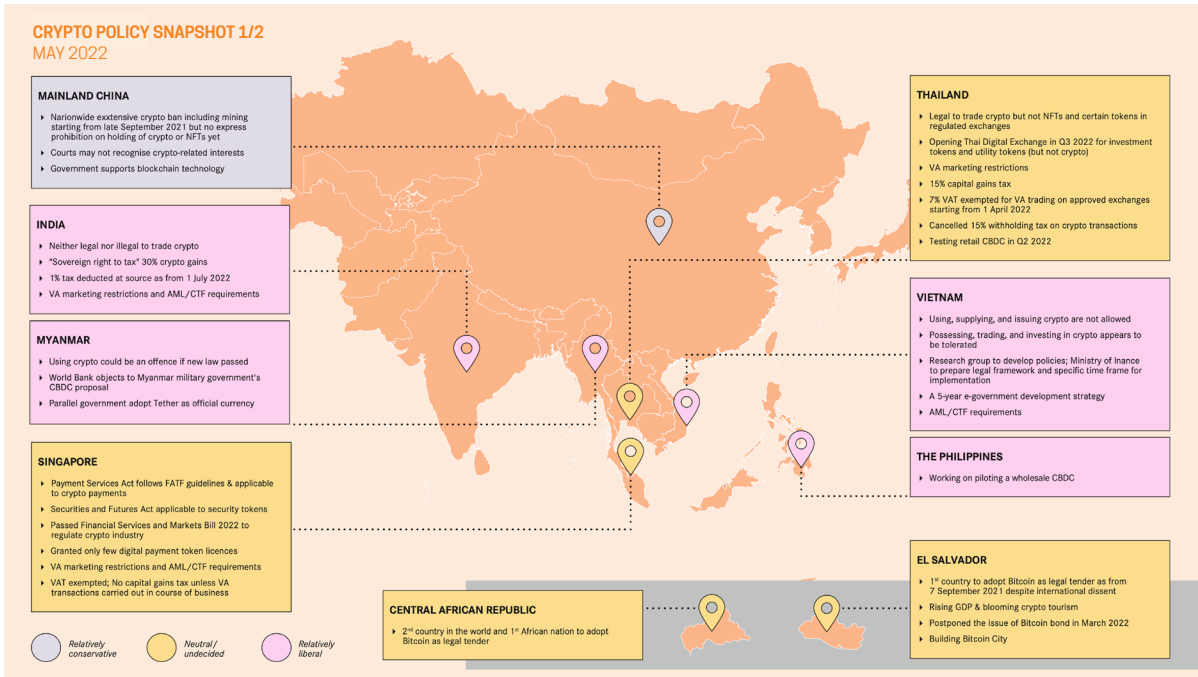 CRYPTO POLICY SNAPSHOT 1/2
MAY 2022
MAINLAND CHINA
Narionwide exxtensive crypto ban including mining
starting from late September 2021 but no express
prohibition on holding of crypto or NFTs yet
Courts may not recognise crypto-related interests
Government supports blockchain technology
INDIA
Neither legal nor illegal to trade crypto
"Sovereign right to tax" 30% crypto gains
1% tax deducted at source as from 1 July 2022
VA marketing restrictions and AML/CTF requirements
MYANMAR
Using crypto could be an offence if new law passed
World Bank objects to Myanmar military government's
CBDC proposal
Parallel government adopt Tether as official currency
SINGAPORE
Payment Services Act follows FATF guidelines & applicable
to crypto payments
Securities and Futures Act applicable to security tokens
Passed Financial Services and Markets Bill 2022 to
regulate crypto industry
Granted only few digital payment token licences
VA marketing restrictions and AML/CTF requirements
VAT exempted; No capital gains tax unless VA
transactions carried out in course of business
THAILAND
Legal to trade crypto but not NFTs and certain tokens in
regulated exchanges
Opening Thai Digital Exchange in Q3 2022 for investment
tokens and utility tokens (but not crypto)
VA marketing restrictions
15% capital gains tax
7% VAT exempted for VA trading on approved exchanges
starting from 1 April 2022
Cancelled 15% withholding tax on crypto transactions
Testing retail CBDC in Q2 2022
VIETNAM
Using, supplying, and issuing crypto are not allowed
Possessing, trading, and investing in crypto appears to
be tolerated
Research group to develop policies; Ministry of Inance
to prepare legal framework and specific time frame for
implementation
A 5-year e-government development strategy
AML/CTF requirements
THE PHILIPPINES
Working on piloting a wholesale CBDC
EL SALVADOR
1st country to adopt Bitcoin as legal tender as from
7 September 2021 despite international dissent
Rising GDP & blooming crypto tourism
Postponed the issue of Bitcoin bond in March 2022
Building Bitcoin City
CENTRAL AFRICAN REPUBLIC
2nd country in the world and 1st African nation to adopt
Bitcoin as legal tender
Relatively
conservative
Neutral/
undecided
Relatively
liberal